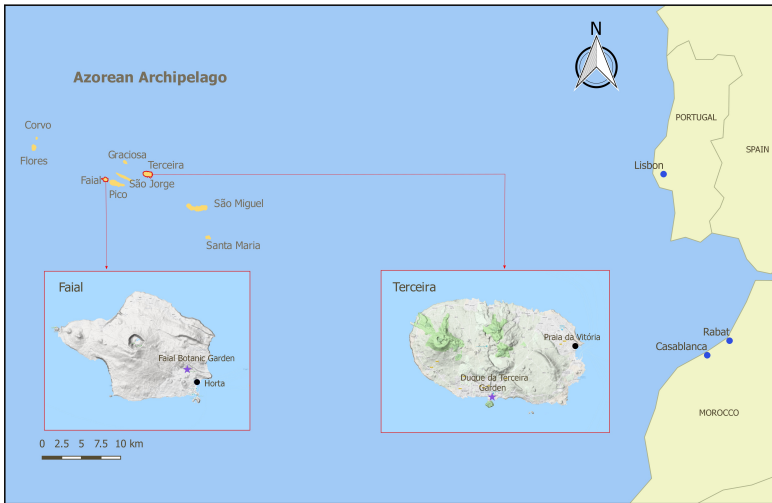 N
Azorean Archipelago
PORTUGAL
SPAIN
Corvo
Flores
Graciosa
Terceira
Faial
São Jorge
Pico
Lisbon
São Miguel
Santa Maria
Faial
Faial Botanic Garden
Horta
0 2.5 5 7.5 10 km
Terceira
Praia da Vitória
Duque da Terceira
Garden
Rabat
Casablanca
MOROCCO